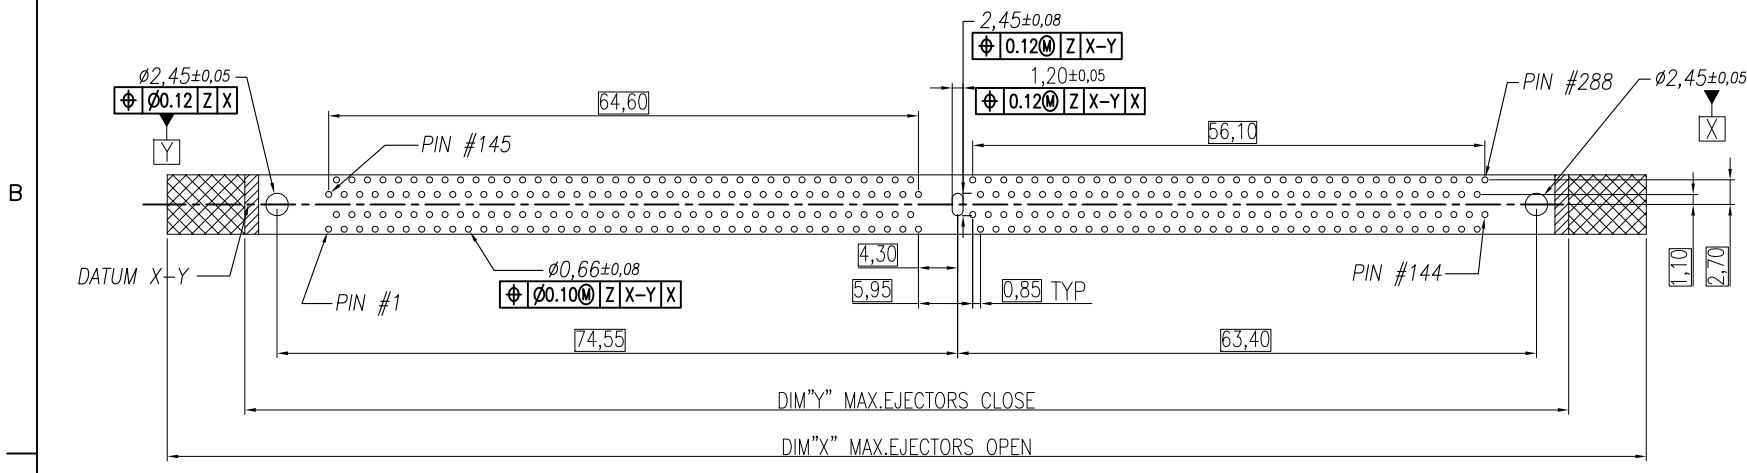 2,45±0,08
⌖ 0.12Ⓜ Z X-Y
ø2,45±0,05
⌖ Ø0.12 Z X
Y
64,60
1,20±0,05
⌖ 0.12Ⓜ Z X-Y X
PIN #288
ø2,45±0,05
X
PIN #145
56,10
B
DATUM X-Y
PIN #1
ø0,66±0,08
⌖ Ø0.10Ⓜ Z X-Y X
4,30
5,95
0,85 TYP
PIN #144
1,10
2,70
74,55
63,40
DIM"Y" MAX.EJECTORS CLOSE
DIM"X" MAX.EJECTORS OPEN